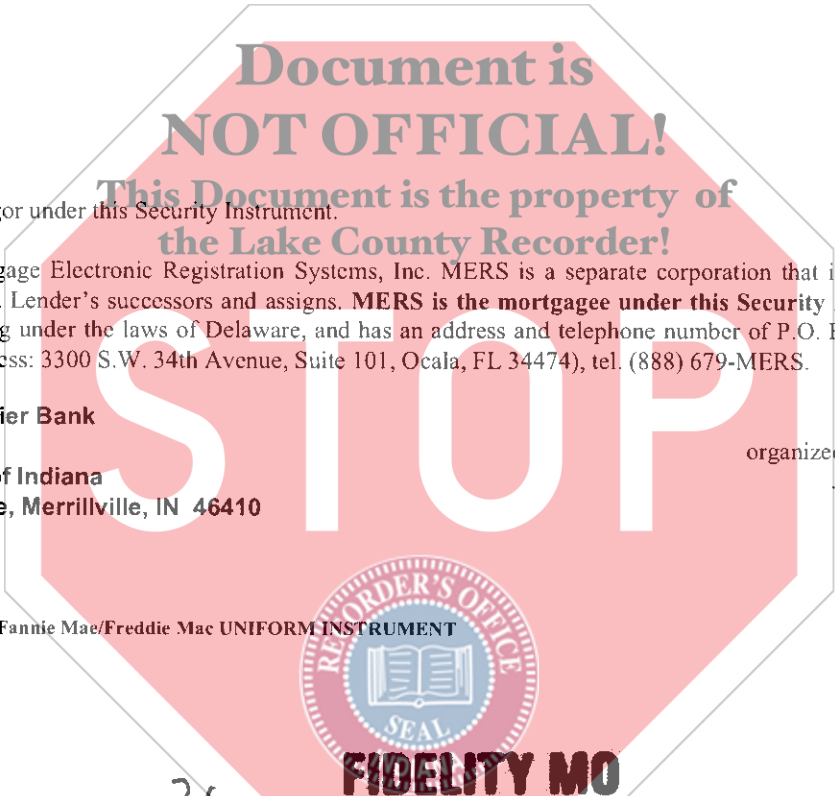 Document is
NOT OFFICIAL!
This Document is the property of
the Lake County Recorder!
or under this Security Instrument.
gage Electronic Registration Systems, Inc. MERS is a separate corporation that i
. Lender's successors and assigns. MERS is the mortgagee under this Security
g under the laws of Delaware, and has an address and telephone number of P.O.
ess: 3300 S.W. 34th Avenue, Suite 101, Ocala, FL 34474), tel. (888) 679-MERS.
ier Bank
organize
f Indiana
e, Merrillville, IN 46410
STOP
Fannie Mae/Freddie Mac UNIFORM INSTRUMENT
RECORDER'S OFFICE
SEAL
INDIANA
FIDELITY MO